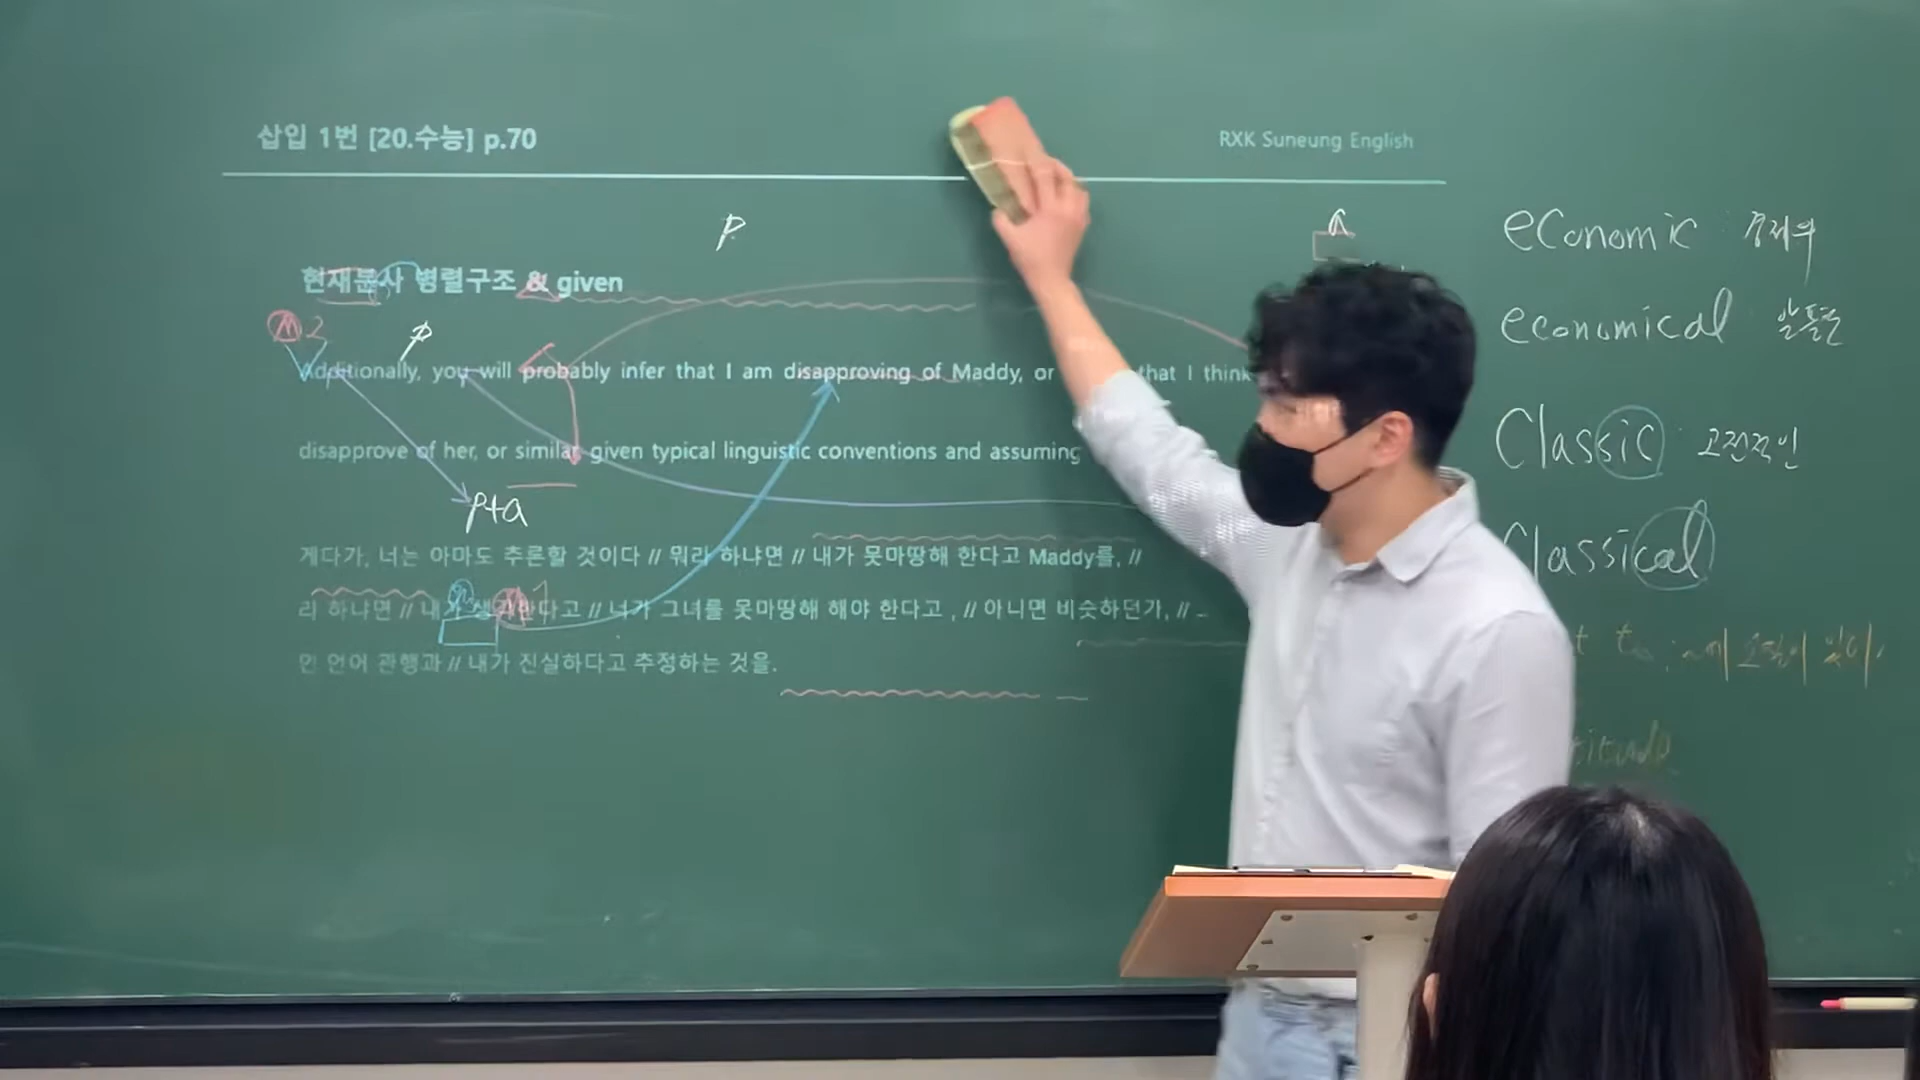 삽입 1번 [20.수능] p.70
RXK Suneung English
P
현재분사 병렬구조 & given
M 2
P
Additionally, you will probably infer that I am disapproving of Maddy, or that I think
disapprove of her, or similar given typical linguistic conventions and assuming
P+a
게다가, 너는 아마도 추론할 것이다 // 뭐라 하냐면 // 내가 못마땅해 한다고 Maddy를, //
리 하냐면 // 내가 생각한다고 // 너가 그녀를 못마땅해 해야 한다고 , // 아니면 비슷하던가, //
인 언어 관행과 // 내가 진실하다고 추정하는 것을.
economic : 경제의
economical 알뜰한
Classic : 고전적인
Classical